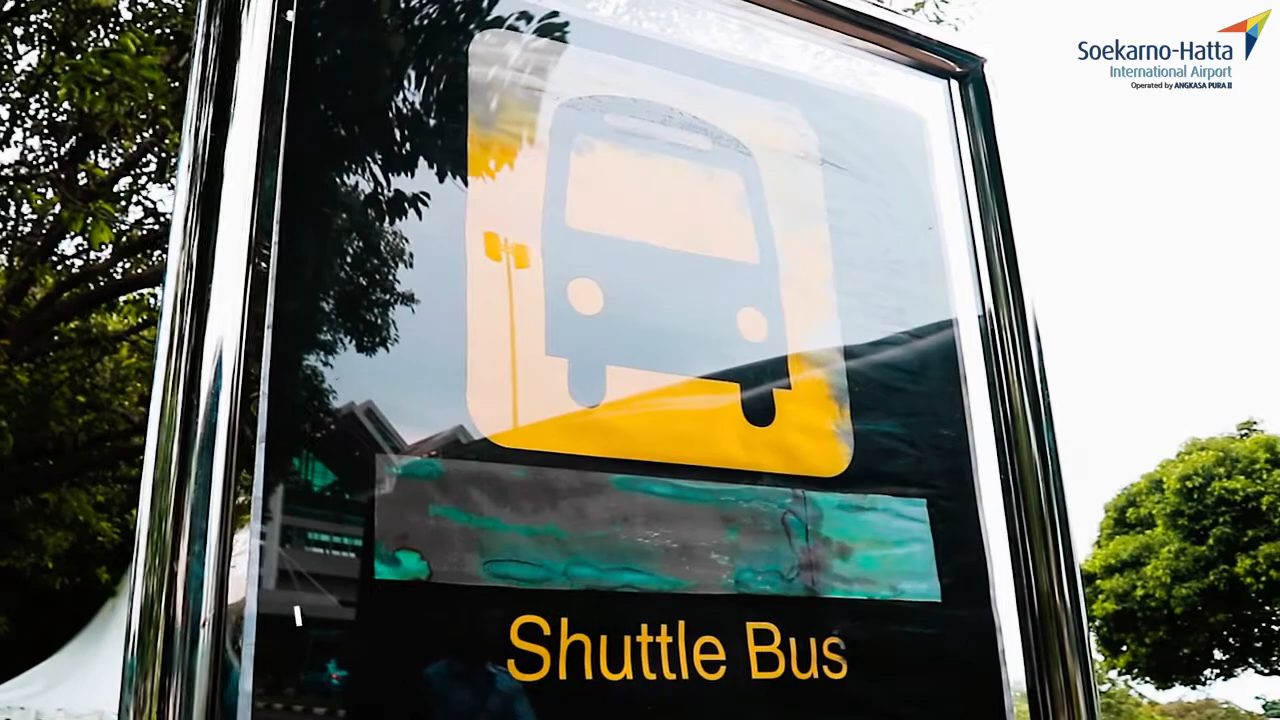 Soekarno-Hatta
International Airport
Operated by ANGKASA PURA II
Shuttle Bus